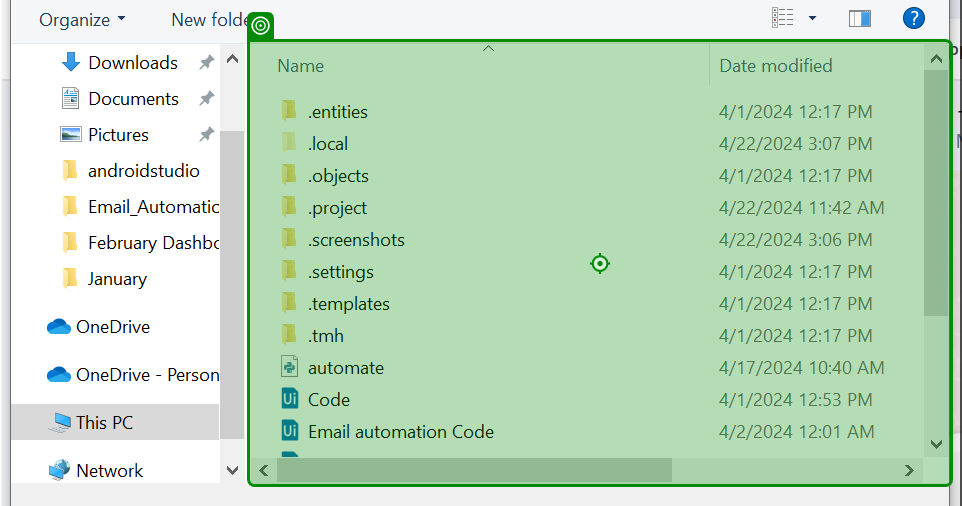 Organize New folde
?
Downloads
Documents
Pictures
androidstudio
Email_Automatic
February Dashbo
January
OneDrive
OneDrive - Person
This PC
Network
Name Date modified
.entities 4/1/2024 12:17 PM
.local 4/22/2024 3:07 PM
.objects 4/1/2024 12:17 PM
.project 4/22/2024 11:42 AM
.screenshots 4/22/2024 3:06 PM
.settings 4/1/2024 12:17 PM
.templates 4/1/2024 12:17 PM
.tmh 4/1/2024 12:17 PM
automate 4/17/2024 10:40 AM
Ui Code 4/1/2024 12:53 PM
Ui Email automation Code 4/2/2024 12:01 AM